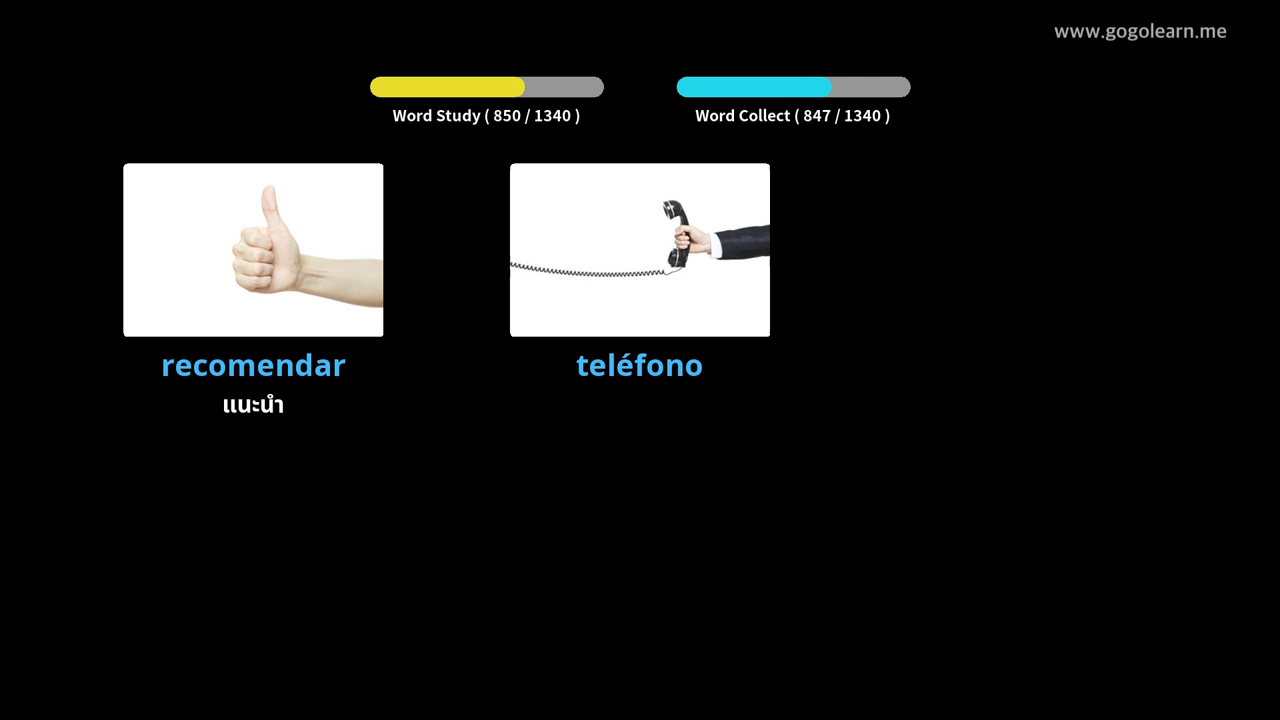 www.gogolearn.me
Word Study ( 850 / 1340 )
Word Collect ( 847 / 1340 )
recomendar
แนะนำ
teléfono